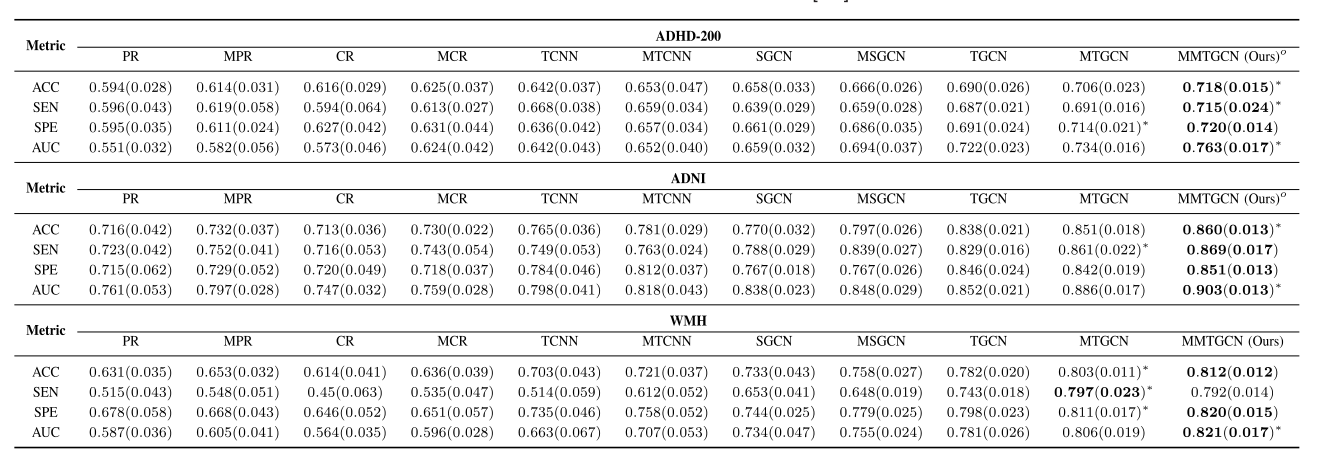 ADHD-200
Metric
PR MPR CR MCR TCNN MTCNN SGCN MSGCN TGCN MTGCN MMTGCN (Ours)^o
ACC 0.594(0.028) 0.614(0.031) 0.616(0.029) 0.625(0.037) 0.642(0.037) 0.653(0.047) 0.658(0.033) 0.666(0.026) 0.690(0.026) 0.706(0.023) 0.718(0.015)*
SEN 0.596(0.043) 0.619(0.058) 0.594(0.064) 0.613(0.027) 0.668(0.038) 0.659(0.034) 0.639(0.029) 0.659(0.028) 0.687(0.021) 0.691(0.016) 0.715(0.024)*
SPE 0.595(0.035) 0.611(0.024) 0.627(0.042) 0.631(0.044) 0.636(0.042) 0.657(0.034) 0.661(0.029) 0.686(0.035) 0.691(0.024) 0.714(0.021)* 0.720(0.014)
AUC 0.551(0.032) 0.582(0.056) 0.573(0.046) 0.624(0.042) 0.642(0.043) 0.652(0.040) 0.659(0.032) 0.694(0.037) 0.722(0.023) 0.734(0.016) 0.763(0.017)*
ADNI
Metric
PR MPR CR MCR TCNN MTCNN SGCN MSGCN TGCN MTGCN MMTGCN (Ours)^o
ACC 0.716(0.042) 0.732(0.037) 0.713(0.036) 0.730(0.022) 0.765(0.036) 0.781(0.029) 0.770(0.032) 0.797(0.026) 0.838(0.021) 0.851(0.018) 0.860(0.013)*
SEN 0.723(0.042) 0.752(0.041) 0.716(0.053) 0.743(0.054) 0.749(0.053) 0.763(0.024) 0.788(0.029) 0.839(0.027) 0.829(0.016) 0.861(0.022)* 0.869(0.017)
SPE 0.715(0.062) 0.729(0.052) 0.720(0.049) 0.718(0.037) 0.784(0.046) 0.812(0.037) 0.767(0.018) 0.767(0.026) 0.846(0.024) 0.842(0.019) 0.851(0.013)
AUC 0.761(0.053) 0.797(0.028) 0.747(0.032) 0.759(0.028) 0.798(0.041) 0.818(0.043) 0.838(0.023) 0.848(0.029) 0.852(0.021) 0.886(0.017) 0.903(0.013)*
WMH
Metric
PR MPR CR MCR TCNN MTCNN SGCN MSGCN TGCN MTGCN MMTGCN (Ours)
ACC 0.631(0.035) 0.653(0.032) 0.614(0.041) 0.636(0.039) 0.703(0.043) 0.721(0.037) 0.733(0.043) 0.758(0.027) 0.782(0.020) 0.803(0.011)* 0.812(0.012)
SEN 0.515(0.043) 0.548(0.051) 0.45(0.063) 0.535(0.047) 0.514(0.059) 0.612(0.052) 0.653(0.041) 0.648(0.019) 0.743(0.018) 0.797(0.023)* 0.792(0.014)
SPE 0.678(0.058) 0.668(0.043) 0.646(0.052) 0.651(0.057) 0.735(0.046) 0.758(0.052) 0.744(0.025) 0.779(0.025) 0.798(0.023) 0.811(0.017)* 0.820(0.015)
AUC 0.587(0.036) 0.605(0.041) 0.564(0.035) 0.596(0.028) 0.663(0.067) 0.707(0.053) 0.734(0.047) 0.755(0.024) 0.781(0.026) 0.806(0.019) 0.821(0.017)*